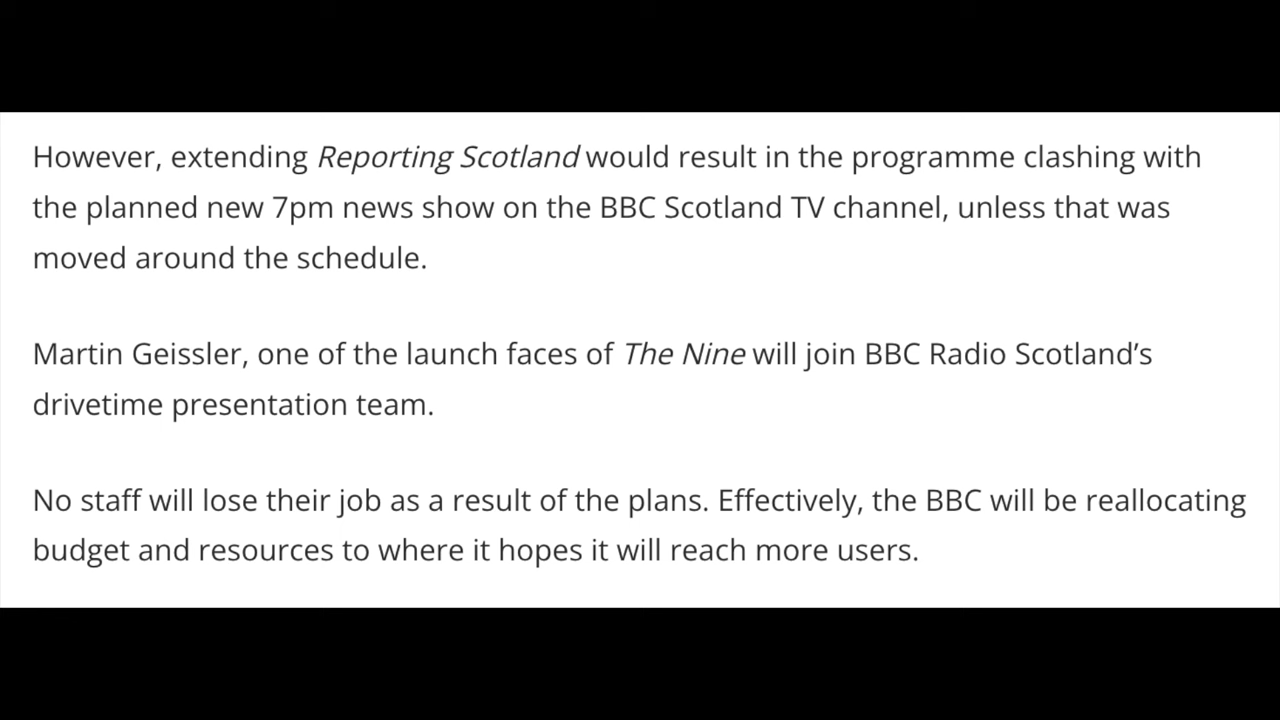 However, extending Reporting Scotland would result in the programme clashing with
the planned new 7pm news show on the BBC Scotland TV channel, unless that was
moved around the schedule.
Martin Geissler, one of the launch faces of The Nine will join BBC Radio Scotland’s
drivetime presentation team.
No staff will lose their job as a result of the plans. Effectively, the BBC will be reallocating
budget and resources to where it hopes it will reach more users.